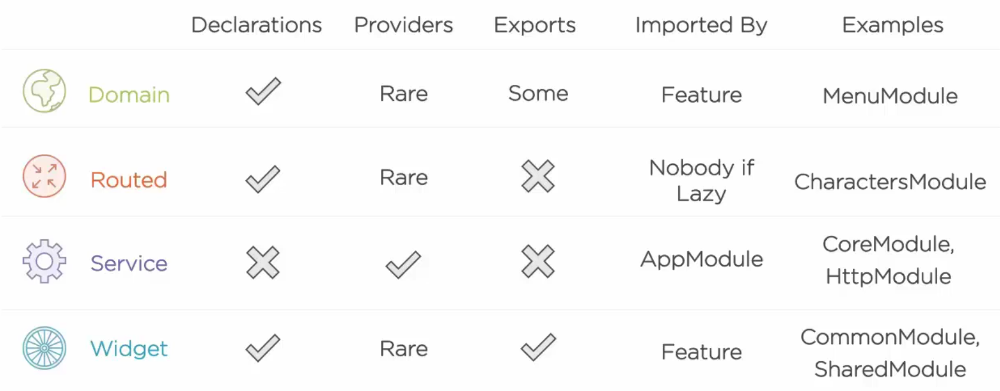 Declarations Providers Exports Imported By Examples
Domain Rare Some Feature MenuModule
Routed Rare Nobody if Lazy CharactersModule
Service AppModule CoreModule, HttpModule
Widget Rare Feature CommonModule, SharedModule